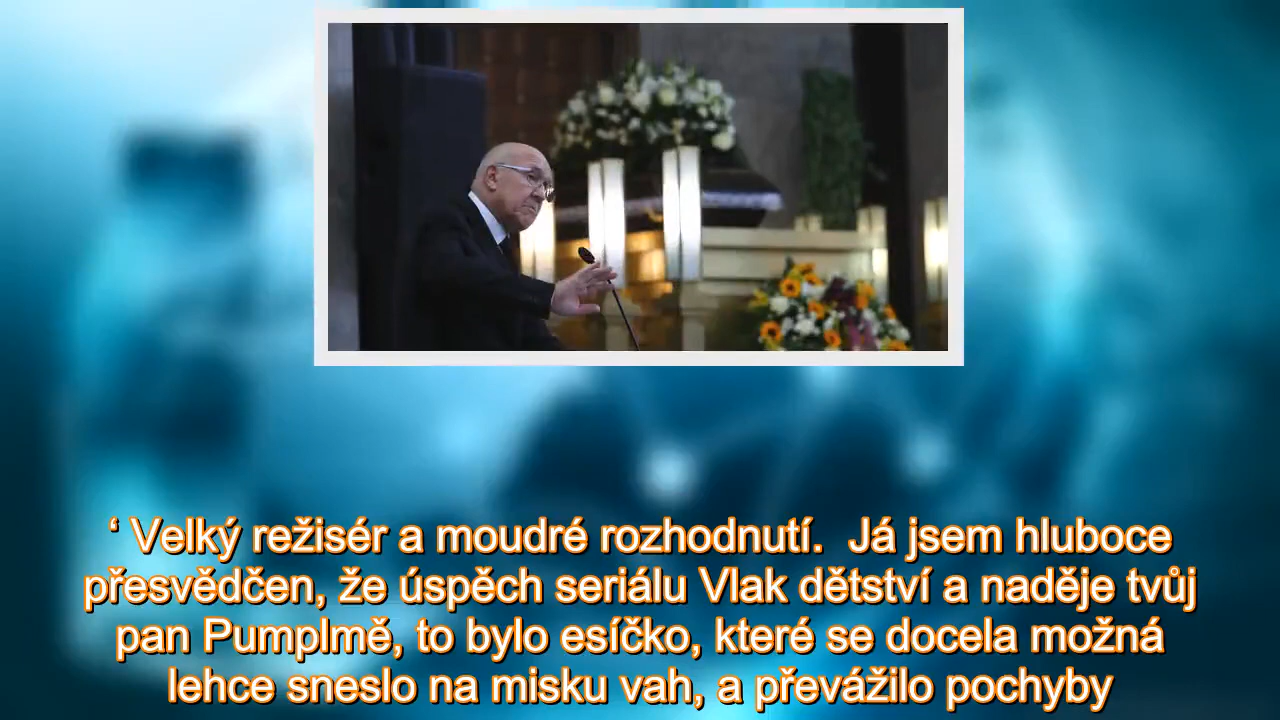 ‘ Velký režisér a moudré rozhodnutí. Já jsem hluboce
přesvědčen, že úspěch seriálu Vlak dětství a naděje tvůj
pan Pumplmě, to bylo esíčko, které se docela možná
lehce sneslo na misku vah, a převážilo pochyby